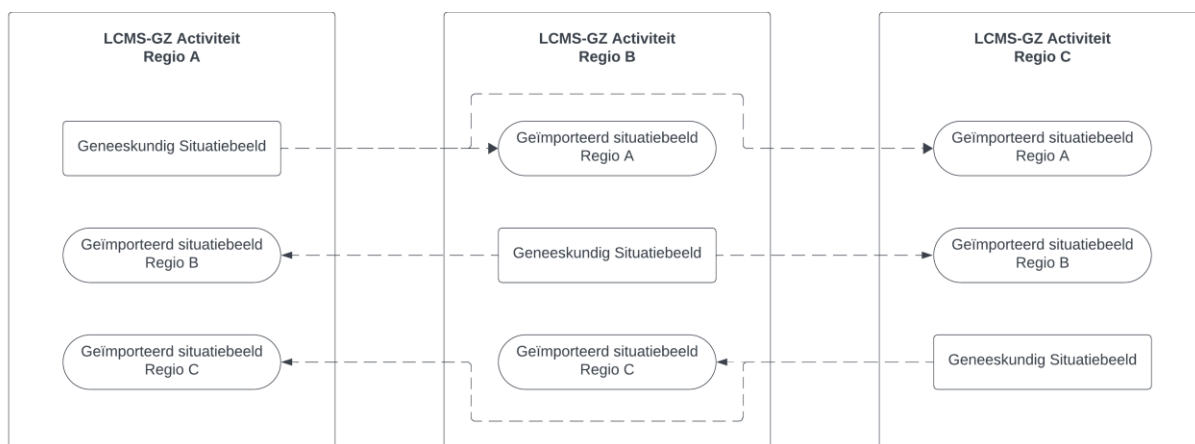 LCMS-GZ Activiteit
Regio A
LCMS-GZ Activiteit
Regio B
LCMS-GZ Activiteit
Regio C
Geneeskundig Situatiebeeld
Geïmporteerd situatiebeeld
Regio A
Geïmporteerd situatiebeeld
Regio A
Geïmporteerd situatiebeeld
Regio B
Geneeskundig Situatiebeeld
Geïmporteerd situatiebeeld
Regio B
Geïmporteerd situatiebeeld
Regio C
Geïmporteerd situatiebeeld
Regio C
Geneeskundig Situatiebeeld